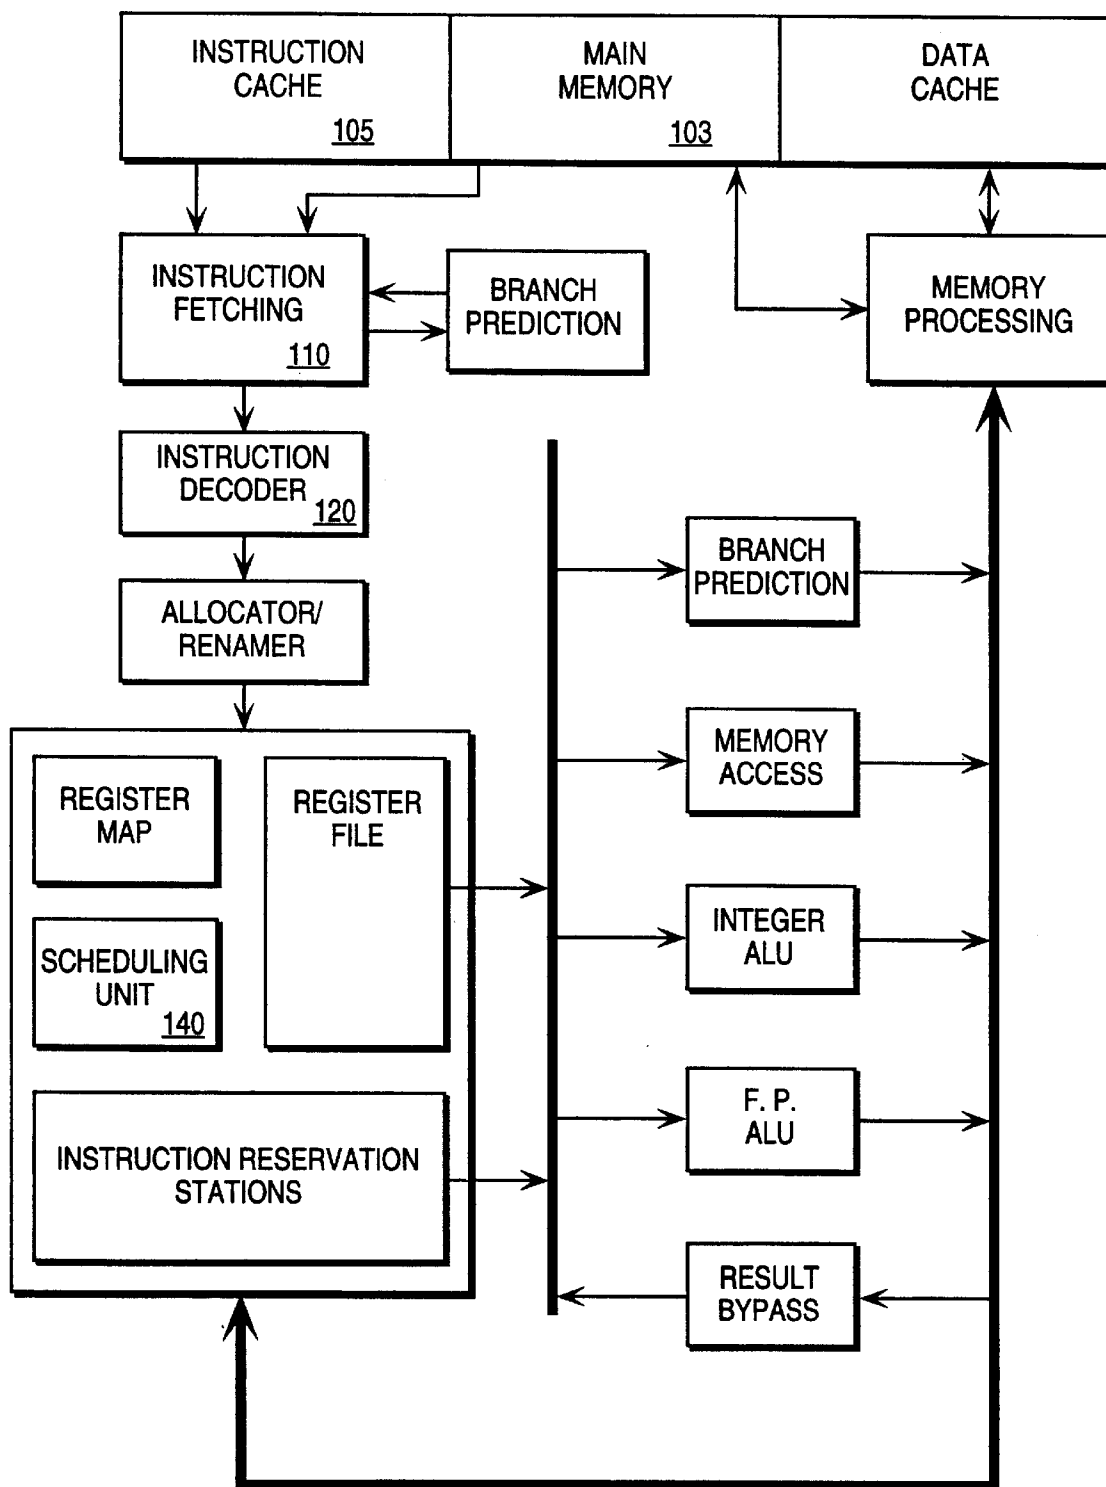 INSTRUCTION
CACHE
105
MAIN
MEMORY
103
DATA
CACHE
INSTRUCTION
FETCHING
110
BRANCH
PREDICTION
MEMORY
PROCESSING
INSTRUCTION
DECODER
120
BRANCH
PREDICTION
ALLOCATOR/
RENAMER
MEMORY
ACCESS
REGISTER
MAP
REGISTER
FILE
INTEGER
ALU
SCHEDULING
UNIT
140
F. P.
ALU
INSTRUCTION RESERVATION
STATIONS
RESULT
BYPASS